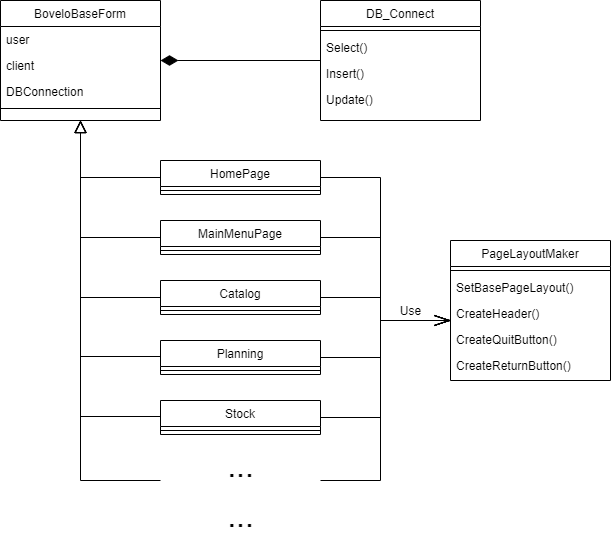 BoveloBaseForm
user
client
DBConnection
DB_Connect
Select()
Insert()
Update()
HomePage
MainMenuPage
Catalog
Planning
Stock
...
...
Use
PageLayoutMaker
SetBasePageLayout()
CreateHeader()
CreateQuitButton()
CreateReturnButton()